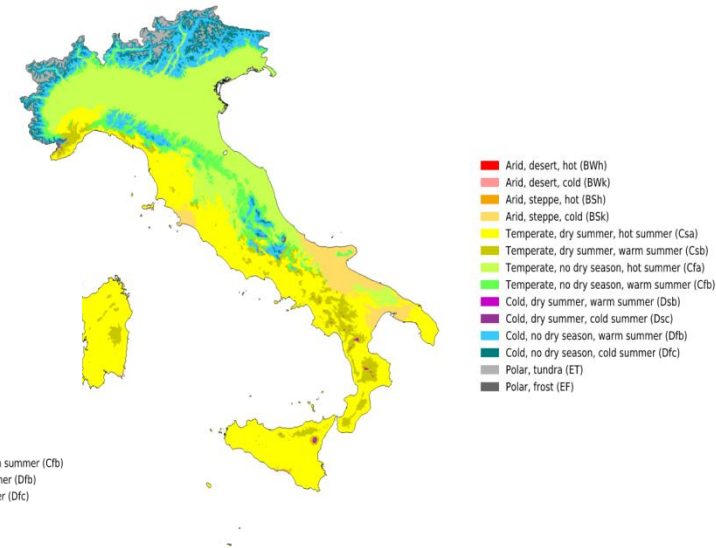 Arid, desert, hot (BWh)
Arid, desert, cold (BWk)
Arid, steppe, hot (BSh)
Arid, steppe, cold (BSk)
Temperate, dry summer, hot summer (Csa)
Temperate, dry summer, warm summer (Csb)
Temperate, no dry season, hot summer (Cfa)
Temperate, no dry season, warm summer (Cfb)
Cold, dry summer, warm summer (Dsb)
Cold, dry summer, cold summer (Dsc)
Cold, no dry season, warm summer (Dfb)
Cold, no dry season, cold summer (Dfc)
Polar, tundra (ET)
Polar, frost (EF)
summer (Cfb)
er (Dfb)
er (Dfc)